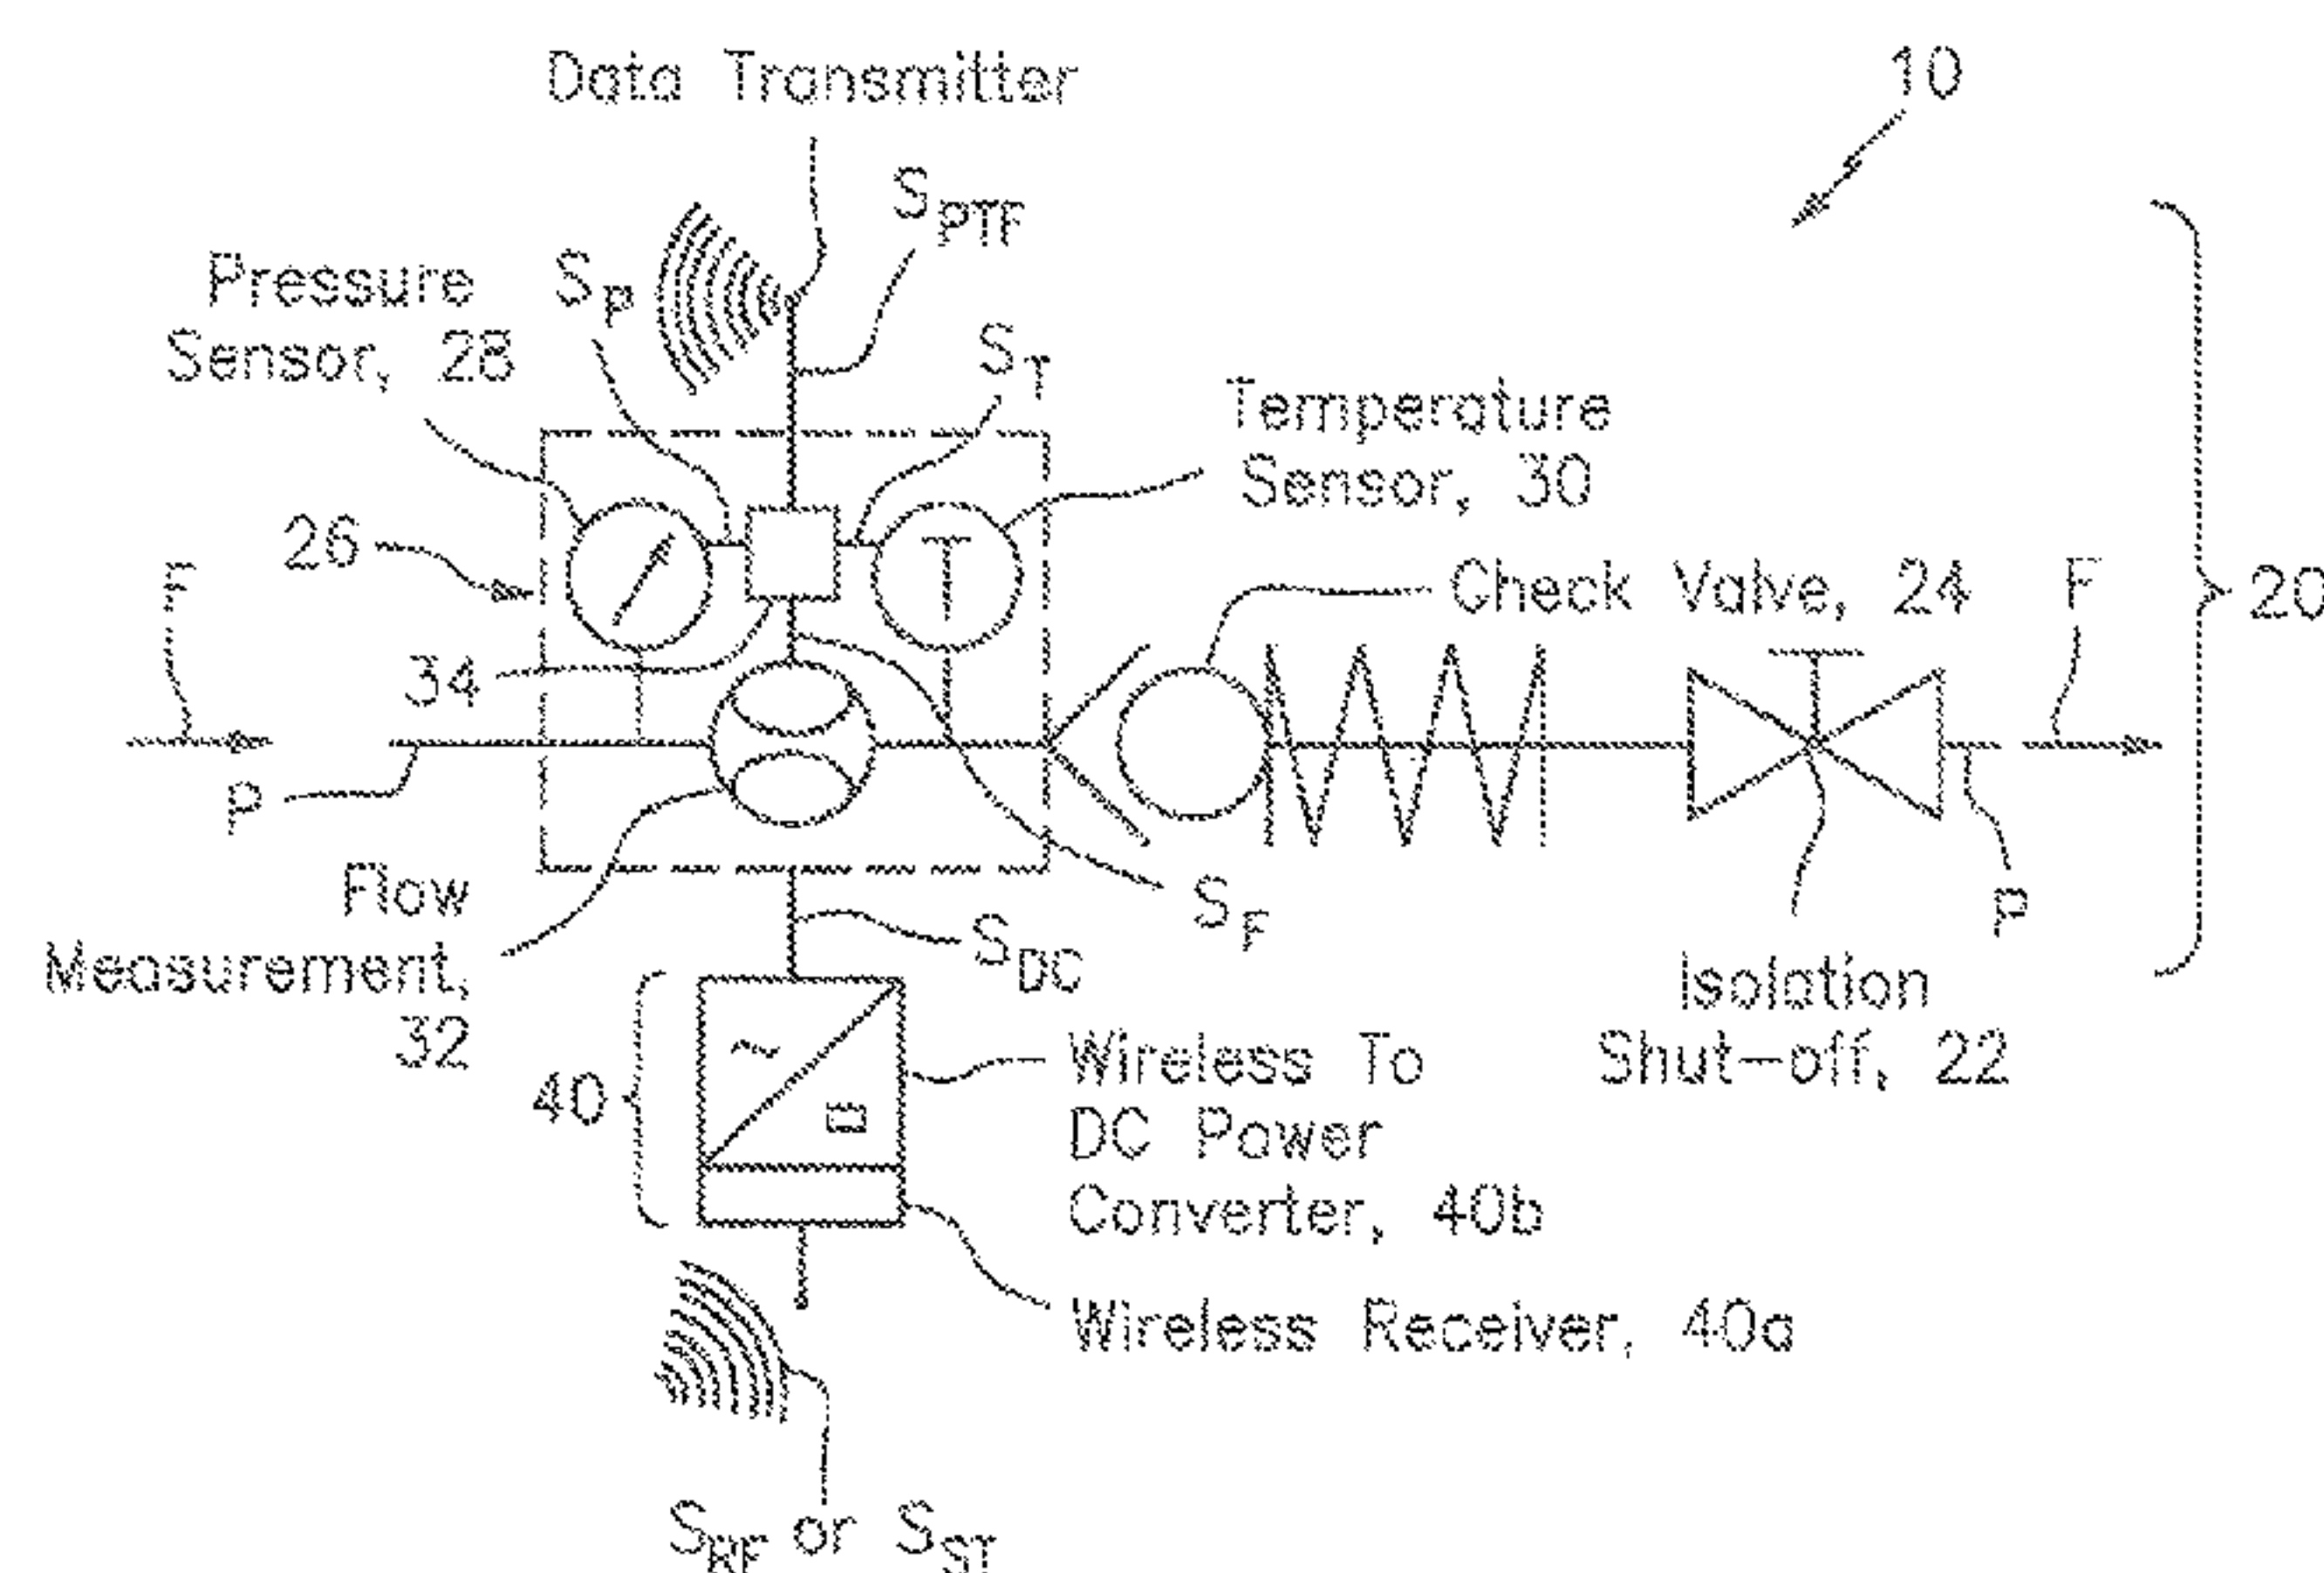 Data Transmitter
10
S_PTF
Pressure
Sensor, 28
S_P
S_T
Temperature
Sensor, 30
26
F
Check Valve, 24
F
20
34
P
Flow
Measurement,
32
S_F
S_DC
P
Isolation
Shut-off, 22
40
Wireless To
DC Power
Converter, 40b
Wireless Receiver, 40a
S_RF or S_ST